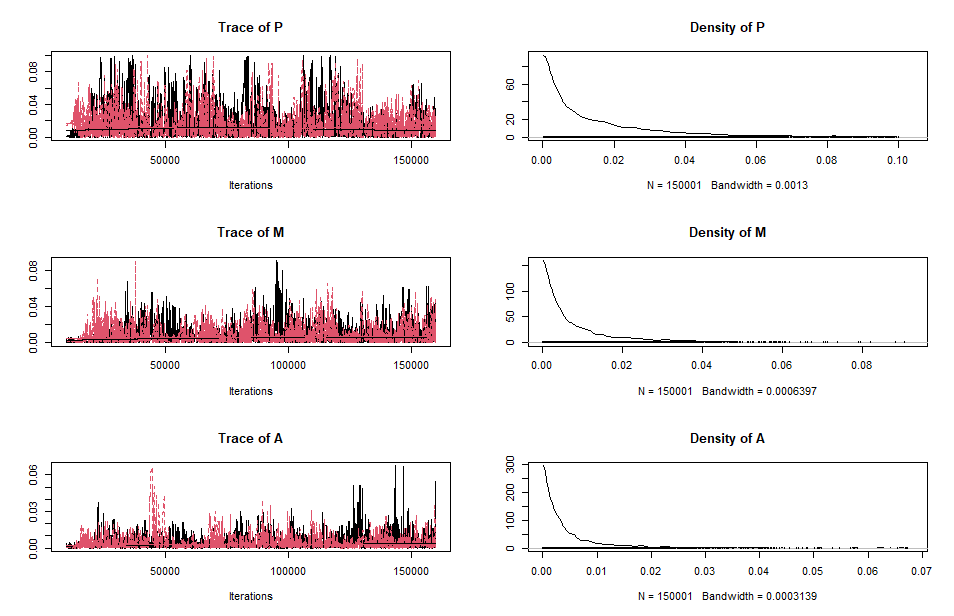 Trace of P
0.00 0.04 0.08
50000 100000 150000
Iterations
Density of P
0 20 60
0.00 0.02 0.04 0.06 0.08 0.10
N = 150001 Bandwidth = 0.0013
Trace of M
0.00 0.04 0.08
50000 100000 150000
Iterations
Density of M
0 50 100
0.00 0.02 0.04 0.06 0.08
N = 150001 Bandwidth = 0.0006397
Trace of A
0.00 0.03 0.06
50000 100000 150000
Iterations
Density of A
0 100 200 300
0.00 0.01 0.02 0.03 0.04 0.05 0.06 0.07
N = 150001 Bandwidth = 0.0003139